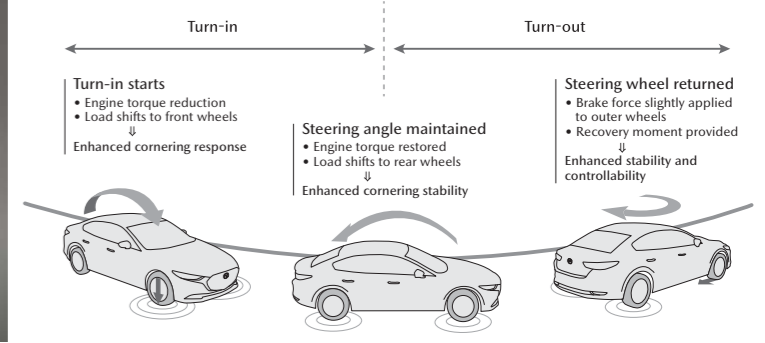 Turn-in
Turn-out
Turn-in starts
• Engine torque reduction
• Load shifts to front wheels
⇓
Enhanced cornering response
Steering angle maintained
• Engine torque restored
• Load shifts to rear wheels
⇓
Enhanced cornering stability
Steering wheel returned
• Brake force slightly applied
to outer wheels
• Recovery moment provided
⇓
Enhanced stability and
controllability